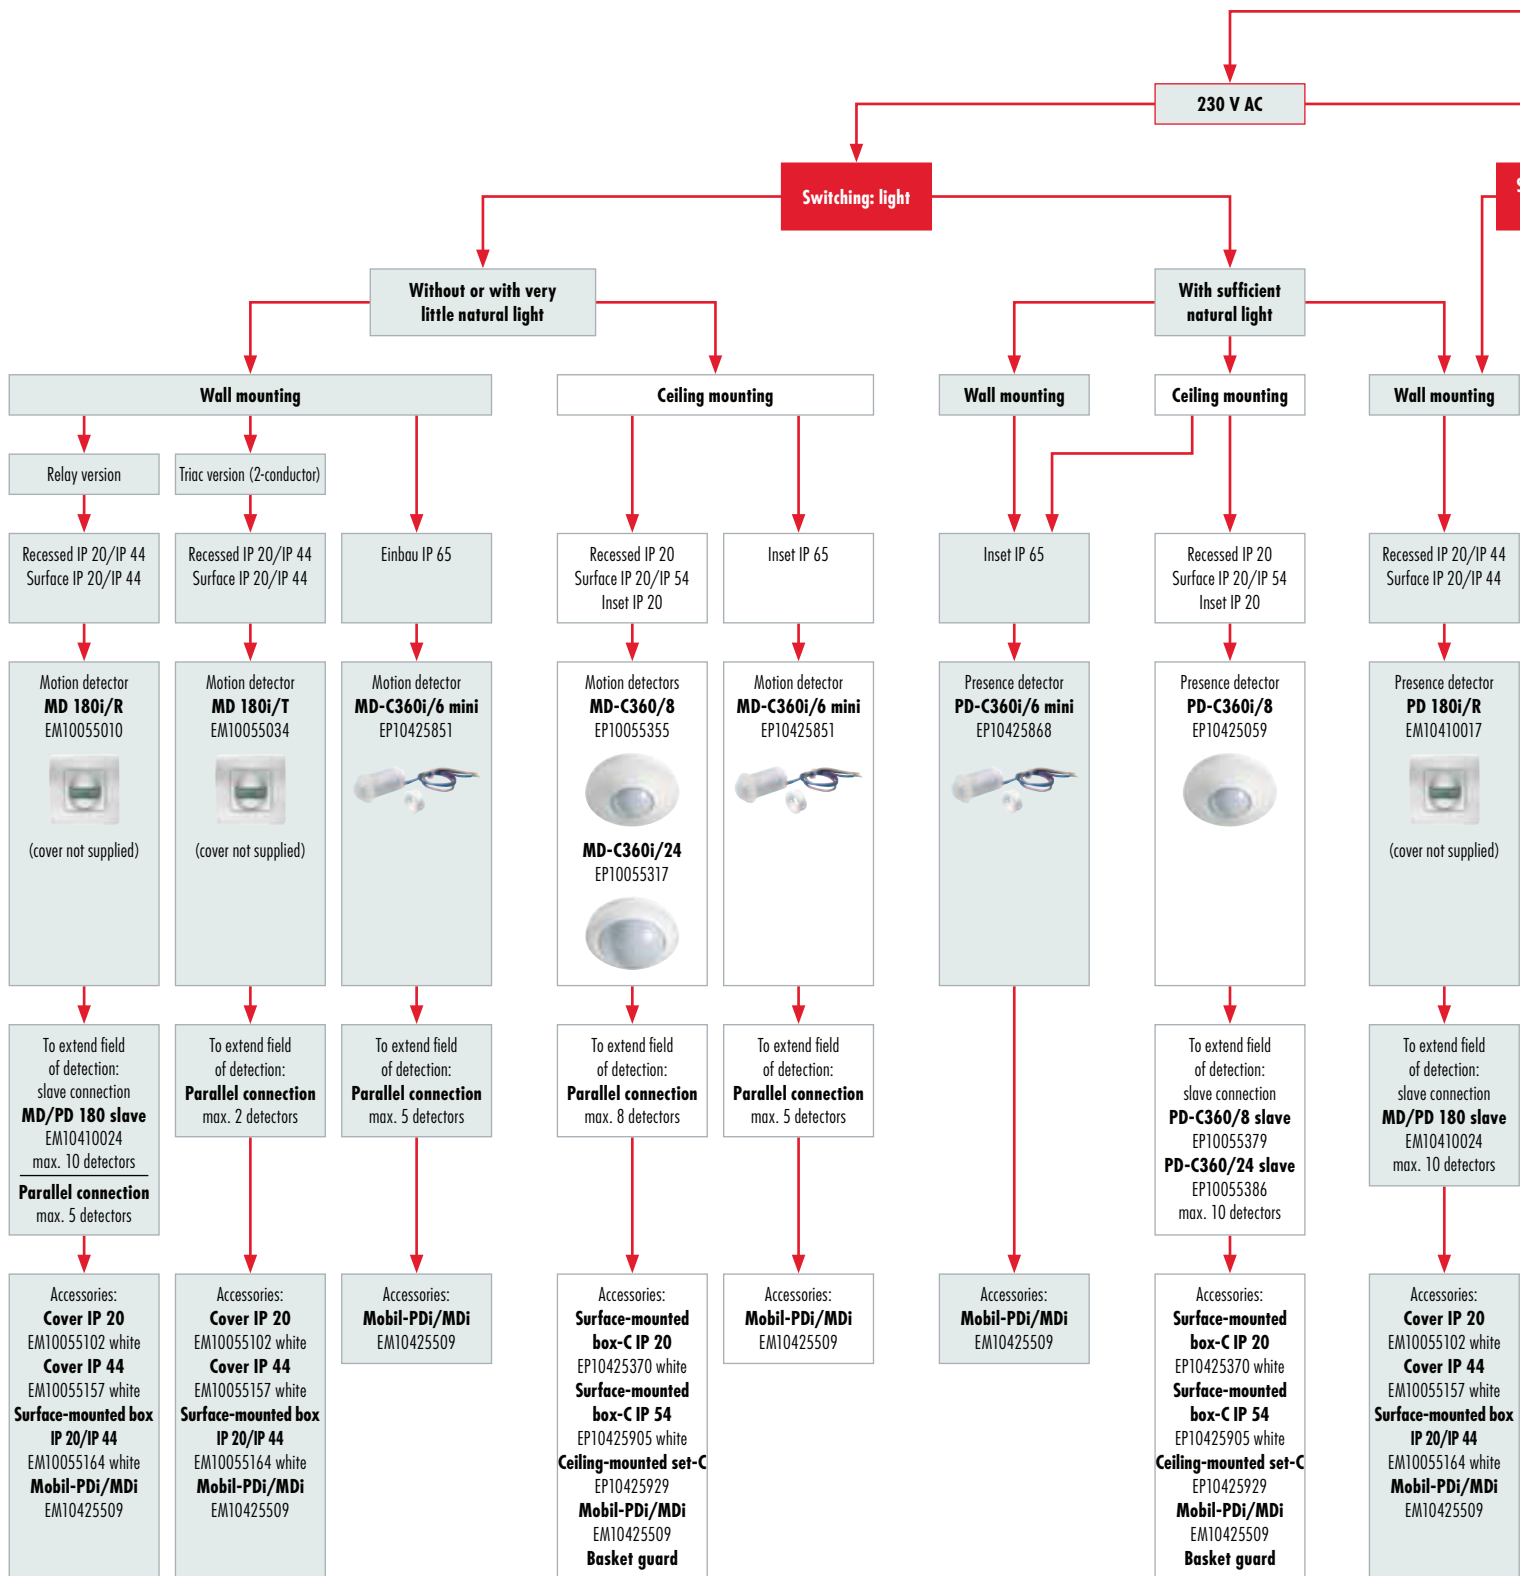 230 V AC
Switching: light
S
Without or with very
little natural light
With sufficient
natural light
Wall mounting
Ceiling mounting
Wall mounting
Ceiling mounting
Wall mounting
Relay version
Triac version (2-conductor)
Recessed IP 20/IP 44
Surface IP 20/IP 44
Recessed IP 20/IP 44
Surface IP 20/IP 44
Einbau IP 65
Recessed IP 20
Surface IP 20/IP 54
Inset IP 20
Inset IP 65
Inset IP 65
Recessed IP 20
Surface IP 20/IP 54
Inset IP 20
Recessed IP 20/IP 44
Surface IP 20/IP 44
Motion detector
MD 180i/R
EM10055010
(cover not supplied)
Motion detector
MD 180i/T
EM10055034
(cover not supplied)
Motion detector
MD-C360i/6 mini
EP10425851
Motion detectors
MD-C360/8
EP10055355
MD-C360i/24
EP10055317
Motion detector
MD-C360i/6 mini
EP10425851
Presence detector
PD-C360i/6 mini
EP10425868
Presence detector
PD-C360i/8
EP10425059
Presence detector
PD 180i/R
EM10410017
(cover not supplied)
To extend field
of detection:
slave connection
MD/PD 180 slave
EM10410024
max. 10 detectors
Parallel connection
max. 5 detectors
To extend field
of detection:
Parallel connection
max. 2 detectors
To extend field
of detection:
Parallel connection
max. 5 detectors
To extend field
of detection:
Parallel connection
max. 8 detectors
To extend field
of detection:
Parallel connection
max. 5 detectors
To extend field
of detection:
slave connection
PD-C360/8 slave
EP10055379
PD-C360/24 slave
EP10055386
max. 10 detectors
To extend field
of detection:
slave connection
MD/PD 180 slave
EM10410024
max. 10 detectors
Accessories:
Cover IP 20
EM10055102 white
Cover IP 44
EM10055157 white
Surface-mounted box
IP 20/IP 44
EM10055164 white
Mobil-PDi/MDi
EM10425509
Accessories:
Cover IP 20
EM10055102 white
Cover IP 44
EM10055157 white
Surface-mounted box
IP 20/IP 44
EM10055164 white
Mobil-PDi/MDi
EM10425509
Accessories:
Mobil-PDi/MDi
EM10425509
Accessories:
Surface-mounted
box-C IP 20
EP10425370 white
Surface-mounted
box-C IP 54
EP10425905 white
Ceiling-mounted set-C
EP10425929
Mobil-PDi/MDi
EM10425509
Basket guard
Accessories:
Mobil-PDi/MDi
EM10425509
Accessories:
Mobil-PDi/MDi
EM10425509
Accessories:
Surface-mounted
box-C IP 20
EP10425370 white
Surface-mounted
box-C IP 54
EP10425905 white
Ceiling-mounted set-C
EP10425929
Mobil-PDi/MDi
EM10425509
Basket guard
Accessories:
Cover IP 20
EM10055102 white
Cover IP 44
EM10055157 white
Surface-mounted box
IP 20/IP 44
EM10055164 white
Mobil-PDi/MDi
EM10425509